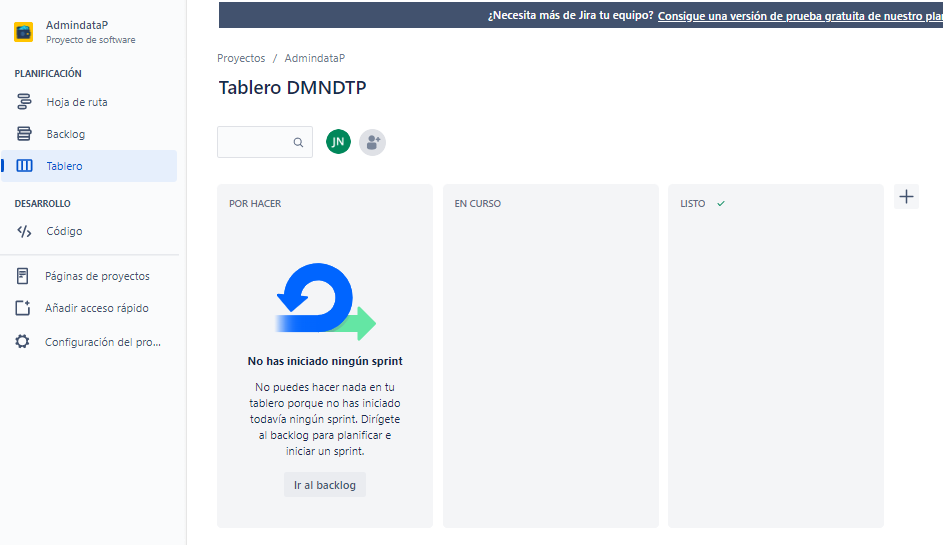 AdmindataP
Proyecto de software
PLANIFICACIÓN
Hoja de ruta
Backlog
Tablero
DESARROLLO
Código
Páginas de proyectos
Añadir acceso rápido
Configuración del pro...
¿Necesita más de Jira tu equipo? Consigue una versión de prueba gratuita de nuestro plan
Proyectos / AdmindataP
Tablero DMNDTP
JN
POR HACER
EN CURSO
LISTO
No has iniciado ningún sprint
No puedes hacer nada en tu
tablero porque no has iniciado
todavía ningún sprint. Dirígete
al backlog para planificar e
iniciar un sprint.
Ir al backlog